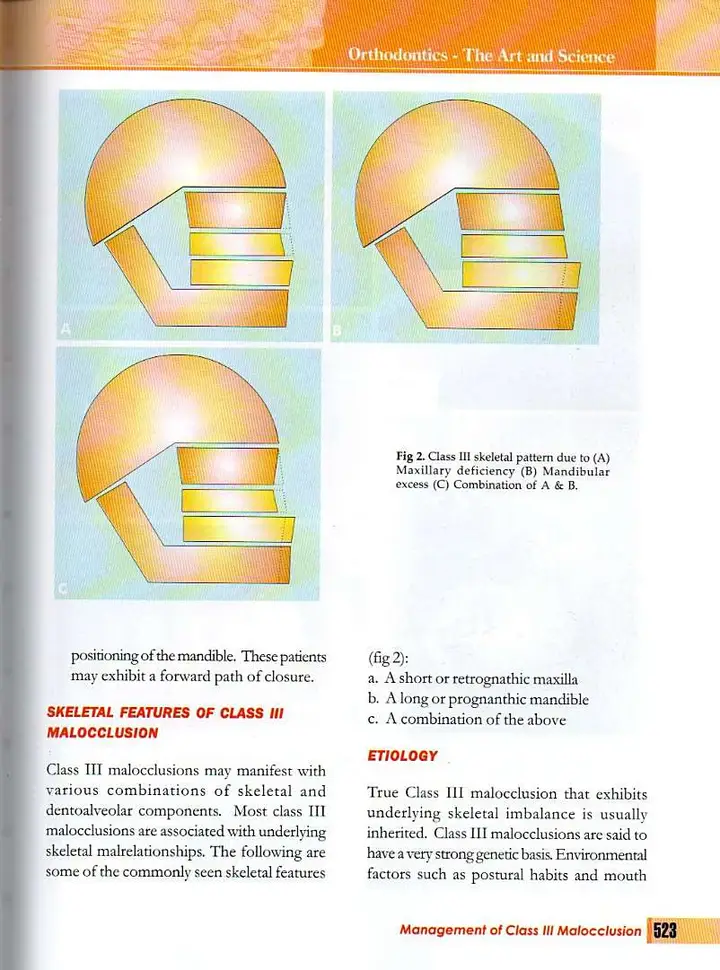 Orthodontics - The Art and Science
A
B
C
Fig 2. Class III skeletal pattern due to (A)
Maxillary deficiency (B) Mandibular
excess (C) Combination of A & B.
positioning of the mandible. These patients
may exhibit a forward path of closure.
SKELETAL FEATURES OF CLASS III
MALOCCLUSION
Class III malocclusions may manifest with
various combinations of skeletal and
dentoalveolar components. Most class III
malocclusions are associated with underlying
skeletal malrelationships. The following are
some of the commonly seen skeletal features
(fig 2):
a. A short or retrognathic maxilla
b. A long or prognanthic mandible
c. A combination of the above
ETIOLOGY
True Class III malocclusion that exhibits
underlying skeletal imbalance is usually
inherited. Class III malocclusions are said to
have a very strong genetic basis. Environmental
factors such as postural habits and mouth
Management of Class III Malocclusion 523